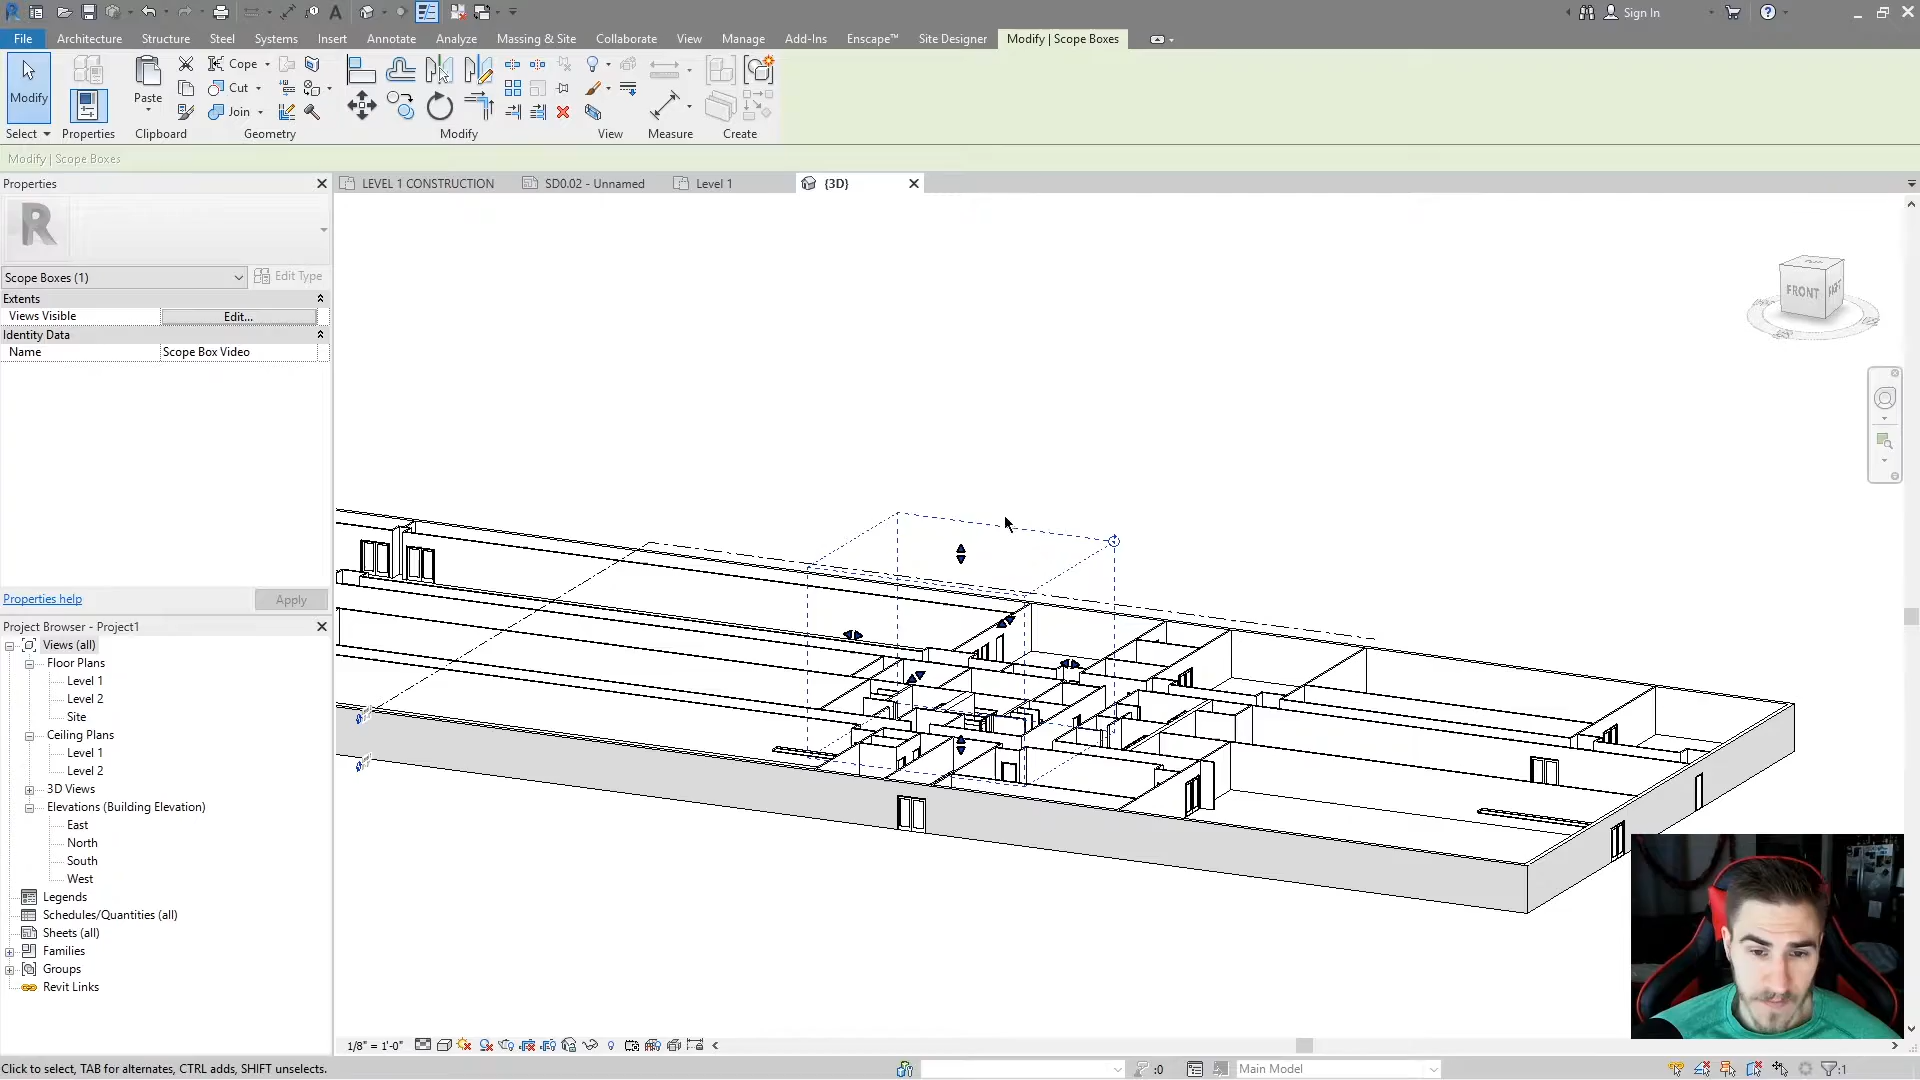 Sign In
File Architecture Structure Steel Systems Insert Annotate Analyze Massing & Site Collaborate View Manage Add-Ins Enscape™ Site Designer Modify | Scope Boxes
Modify
Paste
Cope
Cut
Join
Select Properties Clipboard Geometry Modify View Measure Create
Modify | Scope Boxes
Properties
LEVEL 1 CONSTRUCTION
SD0.02 - Unnamed
Level 1
{3D}
R
Scope Boxes (1)
Edit Type
Extents
Views Visible Edit...
Identity Data
Name Scope Box Video
FRONT
Properties help
Apply
Project Browser - Project1
Views (all)
Floor Plans
Level 1
Level 2
Site
Ceiling Plans
Level 1
Level 2
3D Views
Elevations (Building Elevation)
East
North
South
West
Legends
Schedules/Quantities (all)
Sheets (all)
Families
Groups
Revit Links
1/8" = 1'-0"
Click to select, TAB for alternates, CTRL adds, SHIFT unselects.
:0
Main Model
:1